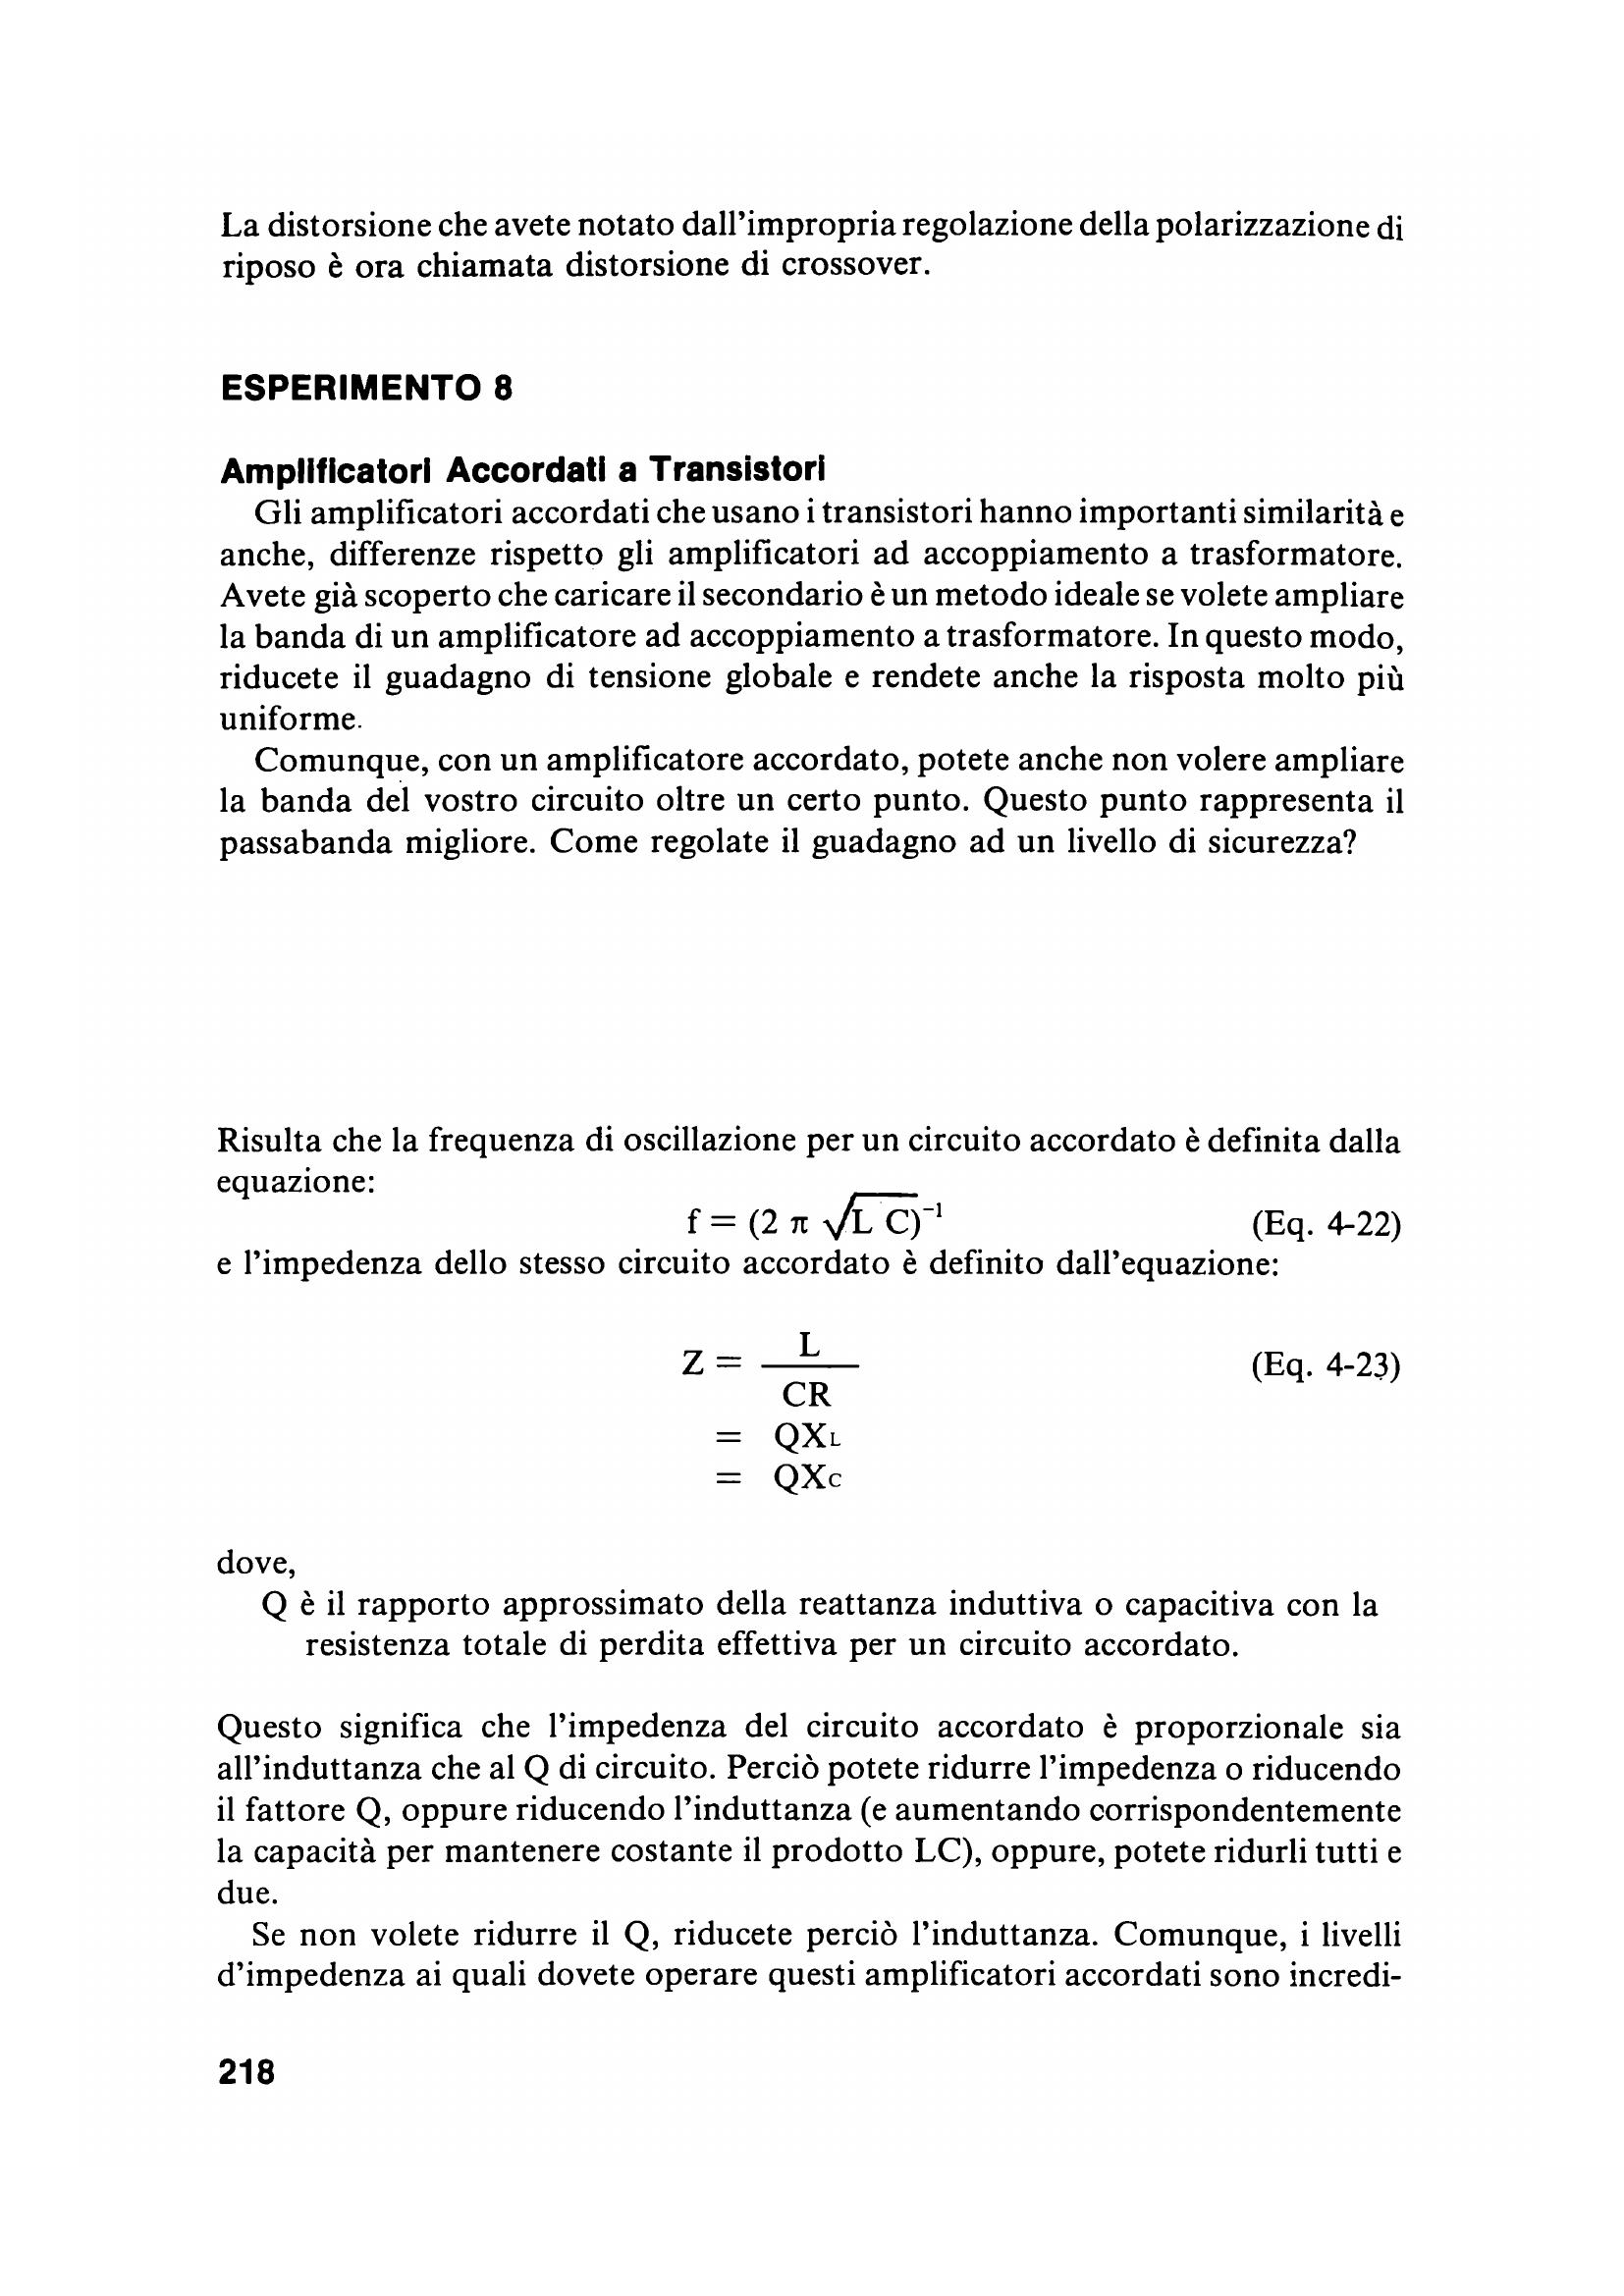 La distorsione che avete notato dall'impropria regolazione della polarizzazione di
riposo è ora chiamata distorsione di crossover.
ESPERIMENTO 8
Amplificatori Accordati a Transistori
Gli amplificatori accordati che usano i transistori hanno importanti similarità e
anche, differenze rispetto gli amplificatori ad accoppiamento a trasformatore.
Avete già scoperto che caricare il secondario è un metodo ideale se volete ampliare
la banda di un amplificatore ad accoppiamento a trasformatore. In questo modo,
riducete il guadagno di tensione globale e rendete anche la risposta molto più
uniforme.
Comunque, con un amplificatore accordato, potete anche non volere ampliare
la banda del vostro circuito oltre un certo punto. Questo punto rappresenta il
passabanda migliore. Come regolate il guadagno ad un livello di sicurezza?
Risulta che la frequenza di oscillazione per un circuito accordato è definita dalla
equazione:
f = (2 π √L C)⁻¹ (Eq. 4-22)
e l'impedenza dello stesso circuito accordato è definito dall'equazione:
Z = L / CR (Eq. 4-23)
= QXL
= QXC
dove,
Q è il rapporto approssimato della reattanza induttiva o capacitiva con la
resistenza totale di perdita effettiva per un circuito accordato.
Questo significa che l'impedenza del circuito accordato è proporzionale sia
all'induttanza che al Q di circuito. Perciò potete ridurre l'impedenza o riducendo
il fattore Q, oppure riducendo l'induttanza (e aumentando corrispondentemente
la capacità per mantenere costante il prodotto LC), oppure, potete ridurli tutti e
due.
Se non volete ridurre il Q, riducete perciò l'induttanza. Comunque, i livelli
d'impedenza ai quali dovete operare questi amplificatori accordati sono incredi-
218